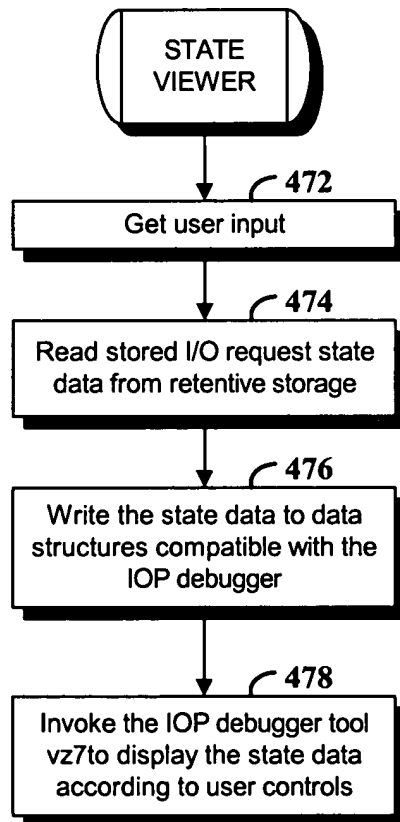 STATE
VIEWER
472
Get user input
474
Read stored I/O request state
data from retentive storage
476
Write the state data to data
structures compatible with the
IOP debugger
478
Invoke the IOP debugger tool
vz7to display the state data
according to user controls